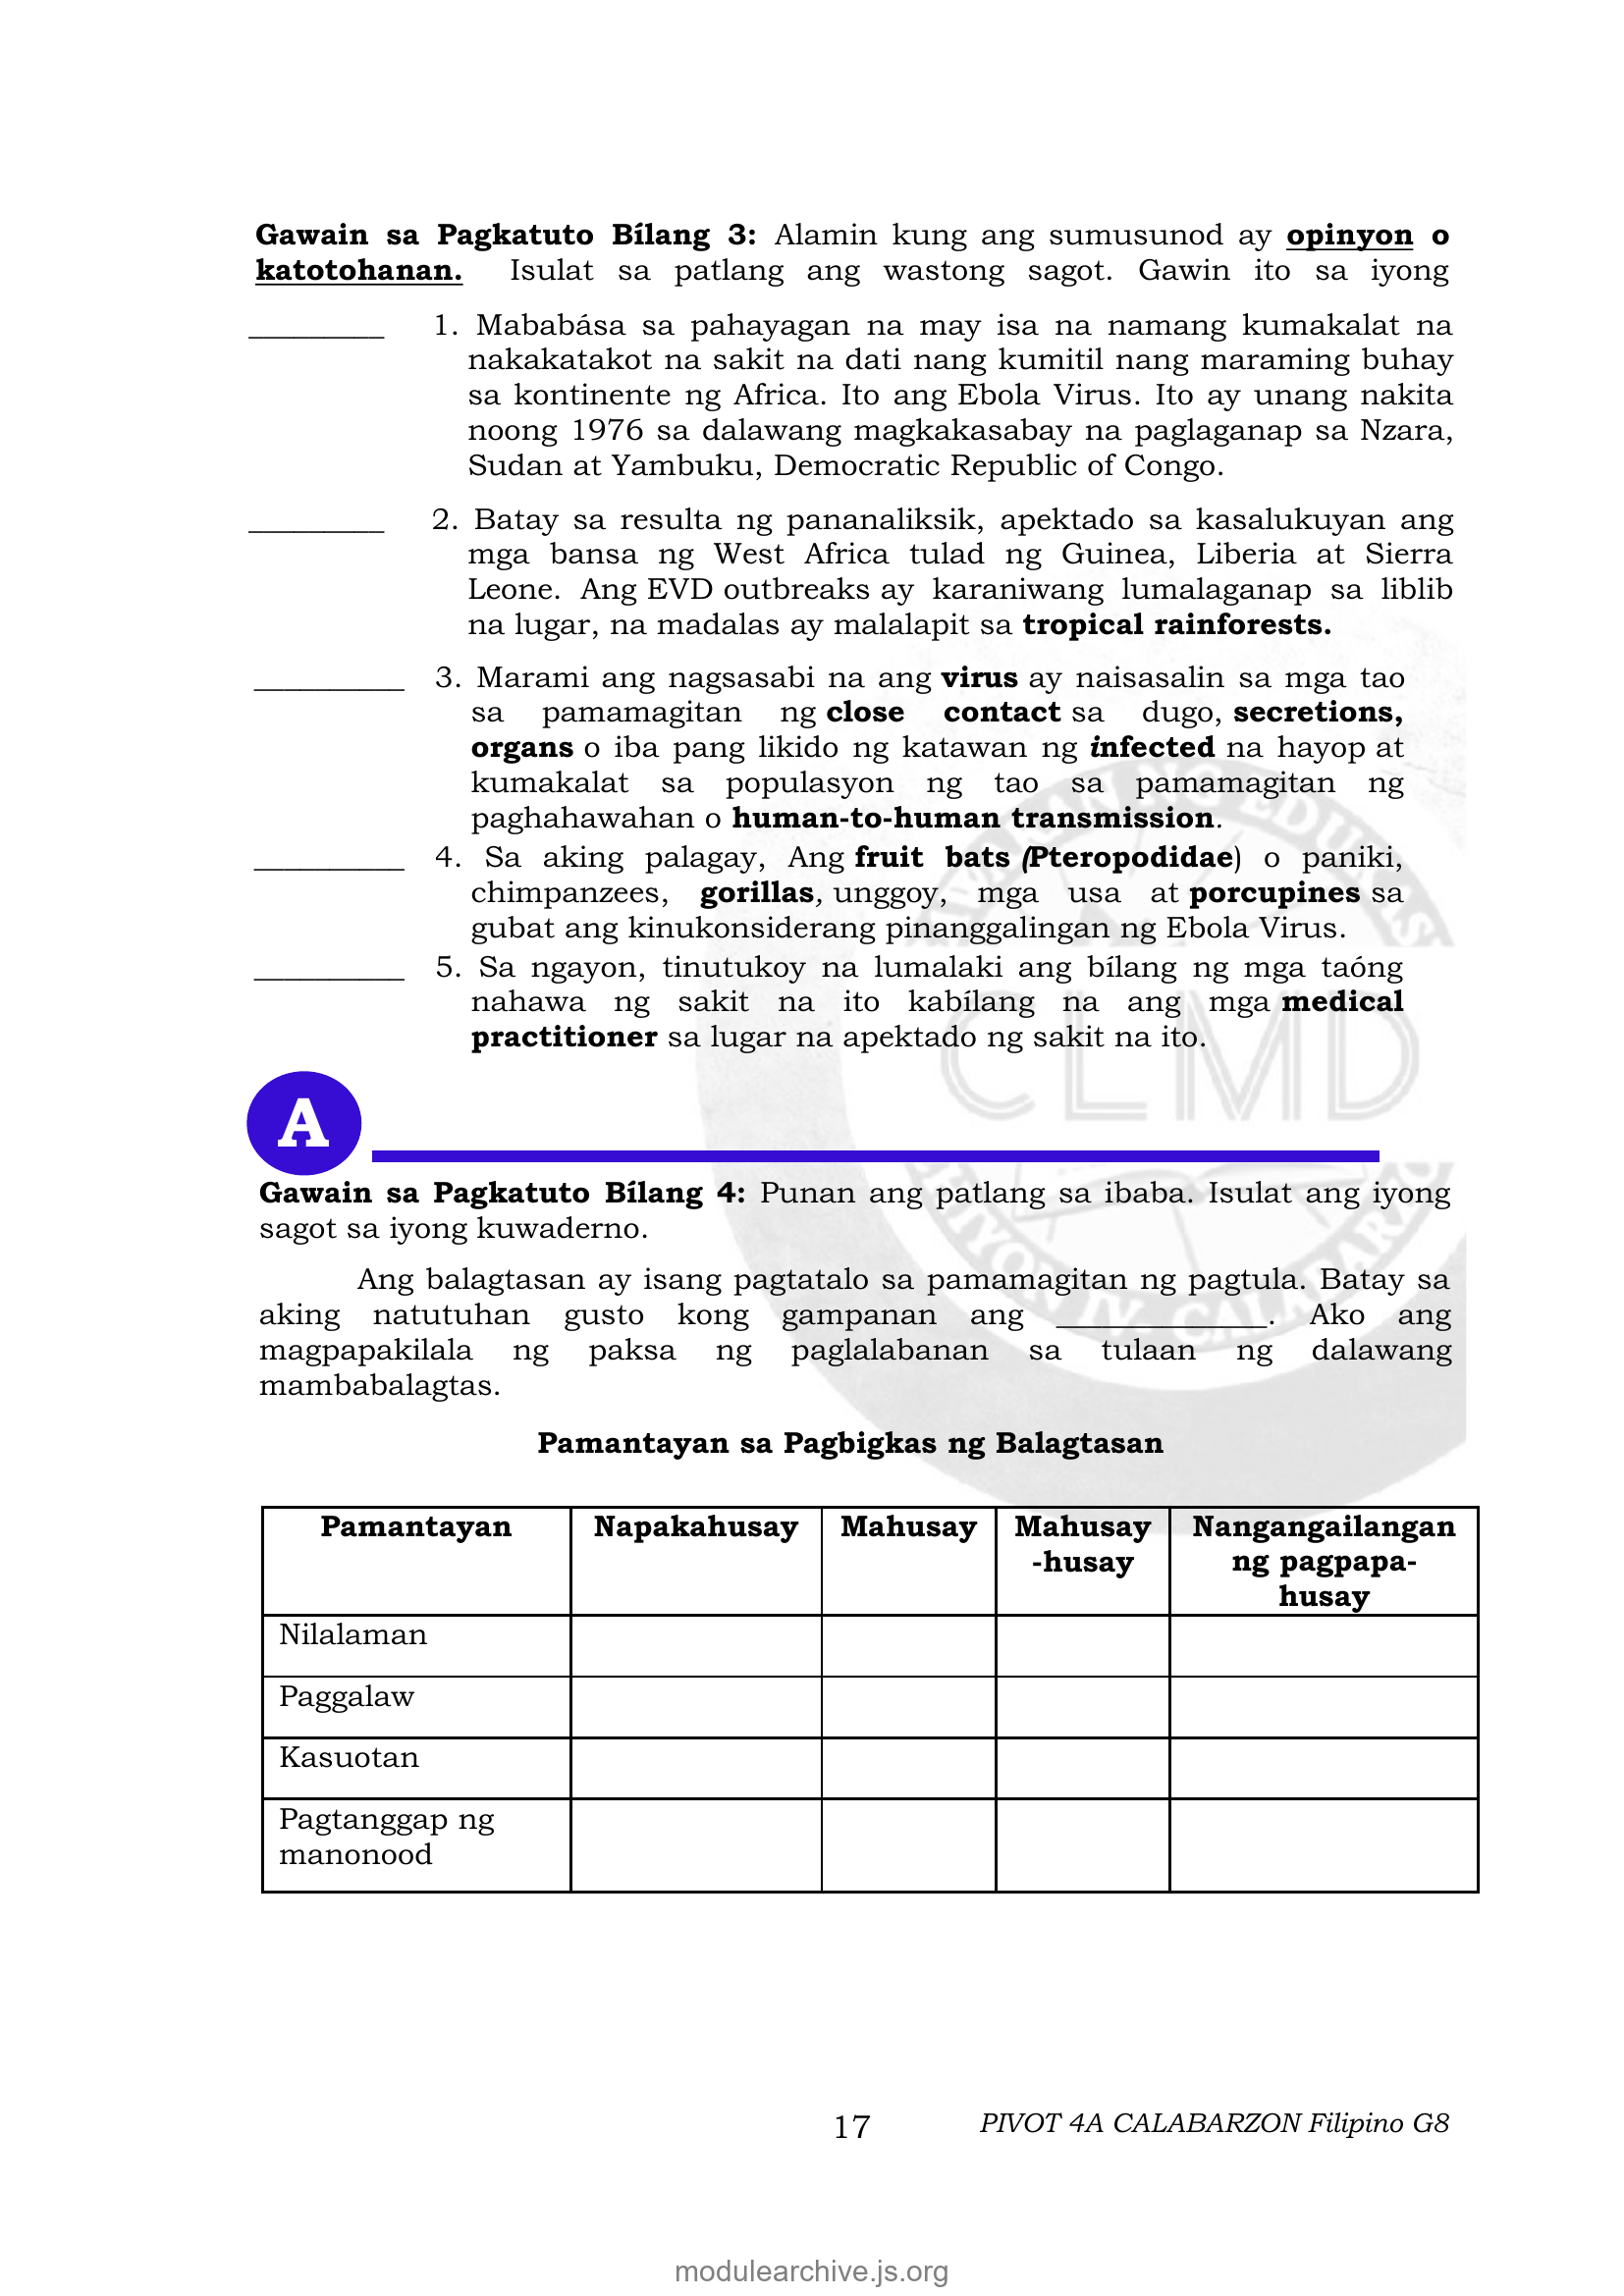 Gawain sa Pagkatuto Bílang 3: Alamin kung ang sumusunod ay opinyon o
katotohanan. Isulat sa patlang ang wastong sagot. Gawin ito sa iyong
_________ 1. Mababása sa pahayagan na may isa na namang kumakalat na
nakakatakot na sakit na dati nang kumitil nang maraming buhay
sa kontinente ng Africa. Ito ang Ebola Virus. Ito ay unang nakita
noong 1976 sa dalawang magkakasabay na paglaganap sa Nzara,
Sudan at Yambuku, Democratic Republic of Congo.
_________ 2. Batay sa resulta ng pananaliksik, apektado sa kasalukuyan ang
mga bansa ng West Africa tulad ng Guinea, Liberia at Sierra
Leone. Ang EVD outbreaks ay karaniwang lumalaganap sa liblib
na lugar, na madalas ay malalapit sa tropical rainforests.
__________ 3. Marami ang nagsasabi na ang virus ay naisasalin sa mga tao
sa pamamagitan ng close contact sa dugo, secretions,
organs o iba pang likido ng katawan ng infected na hayop at
kumakalat sa populasyon ng tao sa pamamagitan ng
paghahawahan o human-to-human transmission.
__________ 4. Sa aking palagay, Ang fruit bats (Pteropodidae) o paniki,
chimpanzees, gorillas, unggoy, mga usa at porcupines sa
gubat ang kinukonsiderang pinanggalingan ng Ebola Virus.
__________ 5. Sa ngayon, tinutukoy na lumalaki ang bílang ng mga taóng
nahawa ng sakit na ito kabílang na ang mga medical
practitioner sa lugar na apektado ng sakit na ito.
CLMD
A
Gawain sa Pagkatuto Bílang 4: Punan ang patlang sa ibaba. Isulat ang iyong
sagot sa iyong kuwaderno.
Ang balagtasan ay isang pagtatalo sa pamamagitan ng pagtula. Batay sa
aking natutuhan gusto kong gampanan ang ______________. Ako ang
magpapakilala ng paksa ng paglalabanan sa tulaan ng dalawang
mambabalagtas.
Pamantayan sa Pagbigkas ng Balagtasan
Pamantayan Napakahusay Mahusay Mahusay Nangangailangan
-husay ng pagpapa-
husay
Nilalaman
Paggalaw
Kasuotan
Pagtanggap ng
manonood
17 PIVOT 4A CALABARZON Filipino G8
modulearchive.js.org